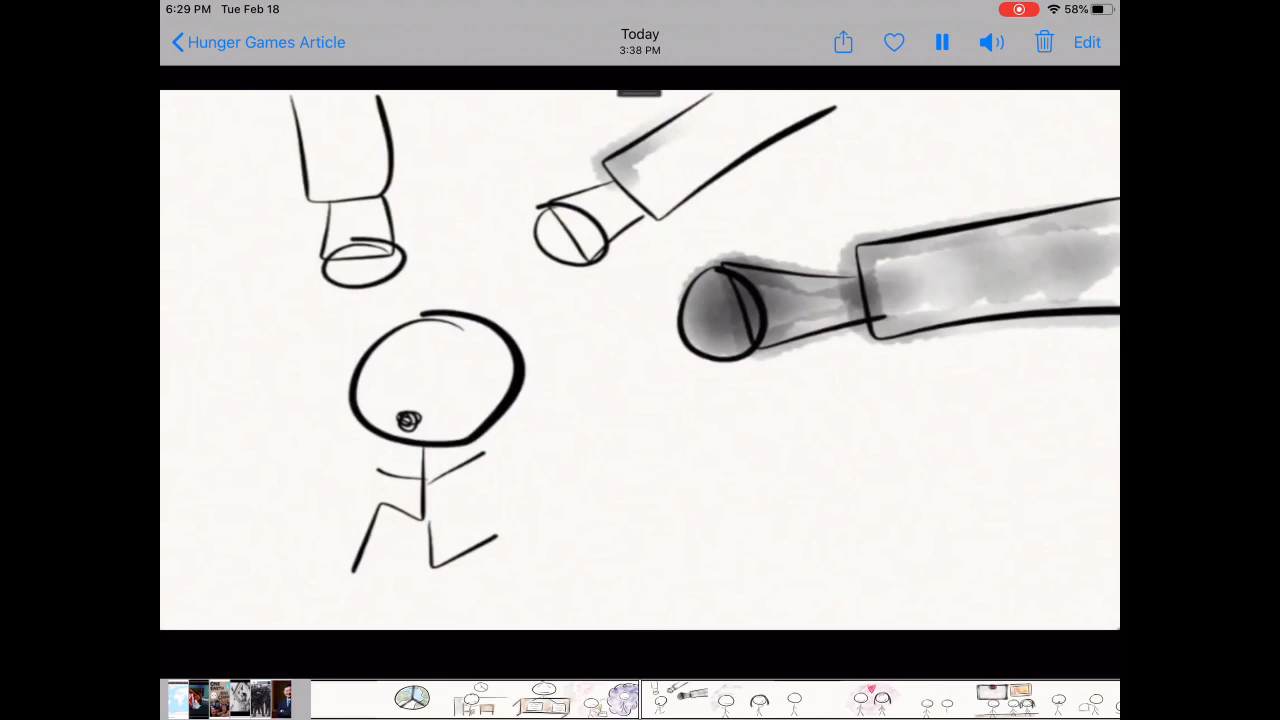 6:29 PM Tue Feb 18
58%
Hunger Games Article
Today
3:38 PM
Edit